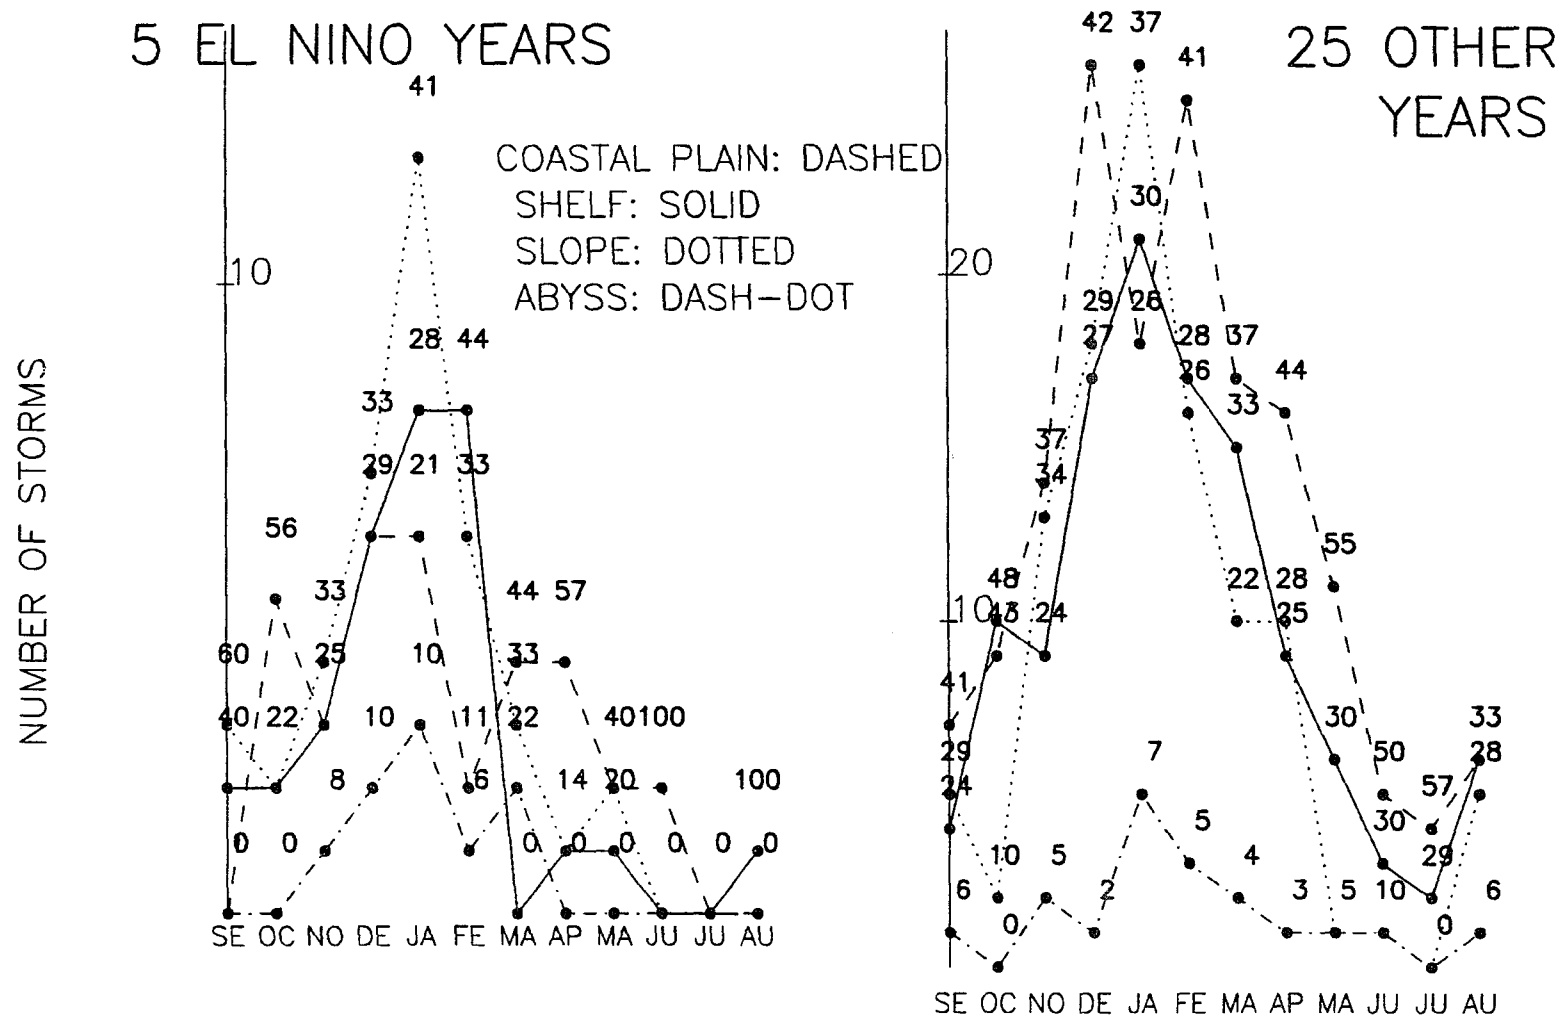 5 EL NINO YEARS
25 OTHER
YEARS
COASTAL PLAIN: DASHED
SHELF: SOLID
SLOPE: DOTTED
ABYSS: DASH-DOT
NUMBER OF STORMS
41
10
28 44
33
29 21 33
56
33 44 57
60 25 10 33
40 22 10 11 22 40 100
8 6 14 20 100
0 0 0 0 0 0 0 0
SE OC NO DE JA FE MA AP MA JU JU AU
42 37
41
30
20
29 26
27 28 37
26 44
33
37
34
55
48 22 28
10 43 24 25
41
30 33
29 7 50 28
24 57
5 30
10 5 4 29
6 2 3 5 10 6
0 0
SE OC NO DE JA FE MA AP MA JU JU AU